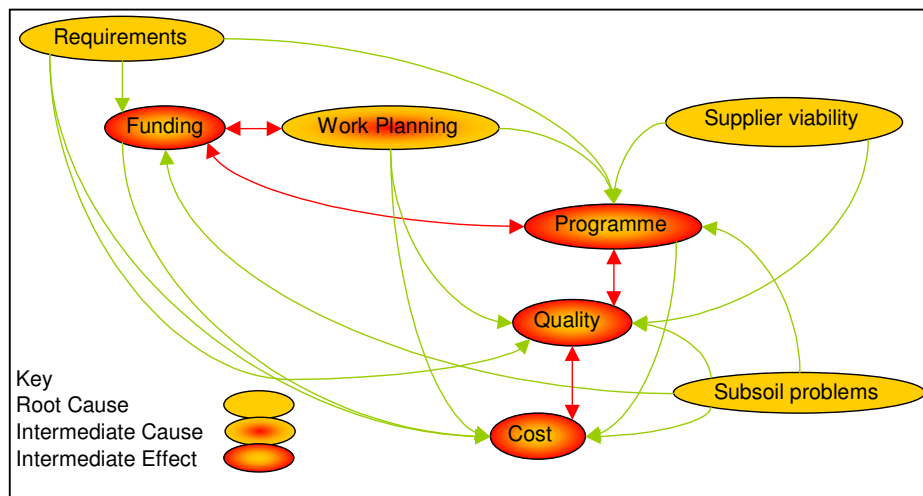 Requirements
Funding
Work Planning
Supplier viability
Programme
Quality
Subsoil problems
Cost
Key
Root Cause
Intermediate Cause
Intermediate Effect